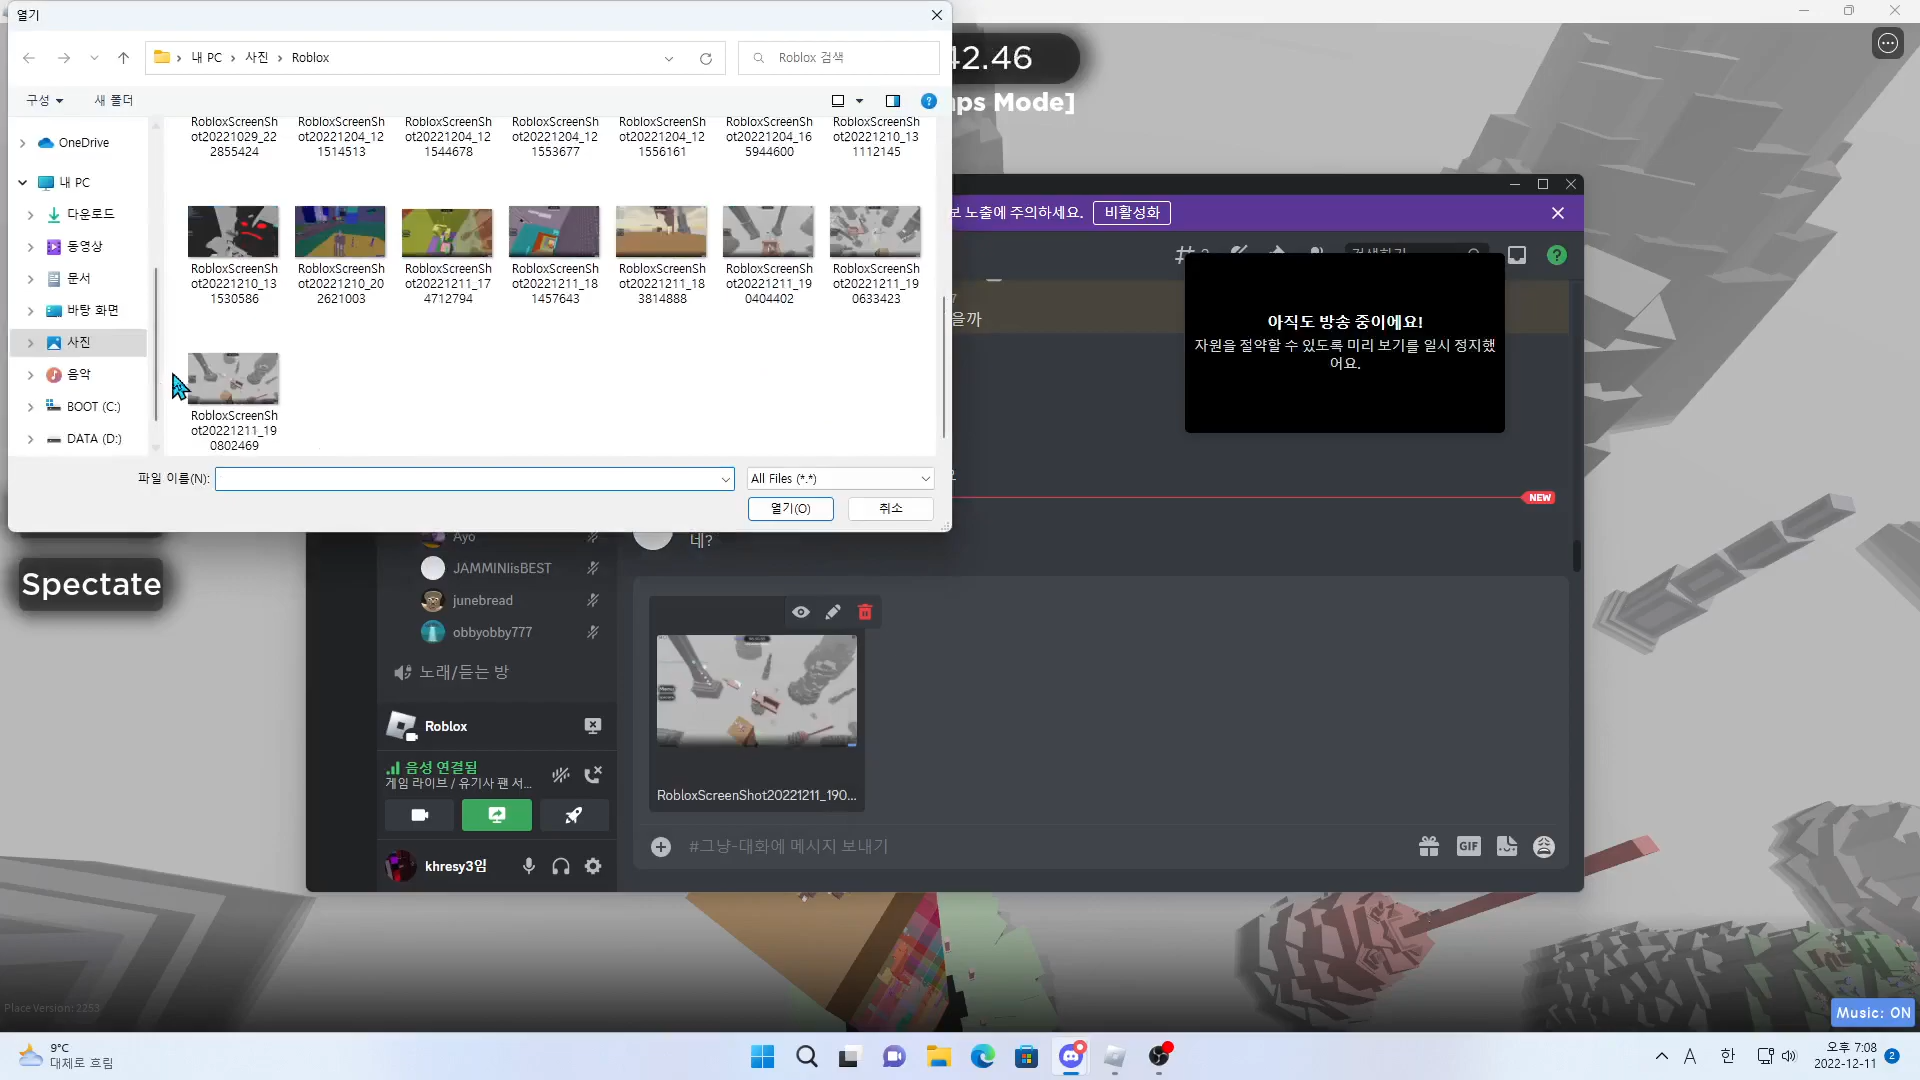 열기
내 PC > 사진 > Roblox
Roblox 검색
구성
새 폴더
OneDrive
내 PC
다운로드
동영상
문서
바탕 화면
사진
음악
BOOT (C:)
DATA (D:)
RobloxScreenShot20221029_222855424
RobloxScreenShot20221204_121514513
RobloxScreenShot20221204_121544678
RobloxScreenShot20221204_121553677
RobloxScreenShot20221204_121556161
RobloxScreenShot20221204_165944600
RobloxScreenShot20221210_131112145
RobloxScreenShot20221210_131530586
RobloxScreenShot20221210_202621003
RobloxScreenShot20221211_174712794
RobloxScreenShot20221211_181457643
RobloxScreenShot20221211_183814888
RobloxScreenShot20221211_190404402
RobloxScreenShot20221211_190633423
RobloxScreenShot20221211_190802469
파일 이름(N):
All Files (*.*)
열기(O)
취소
42.46
ps Mode]
노출에 주의하세요.
비활성화
을까
아직도 방송 중이에요!
자원을 절약할 수 있도록 미리 보기를 일시 정지했
어요.
NEW
네?
Spectate
Ayo
JAMMINIisBEST
junebread
obbyobby777
노래/듣는 방
Roblox
음성 연결됨
게임 라이브 / 유기사 팬 서...
khresy3임
RobloxScreenShot20221211_190...
#그냥-대화에 메시지 보내기
GIF
Place Version: 2253
Music: ON
9°C
대체로 흐림
A
한
오후 7:08
2022-12-11
2